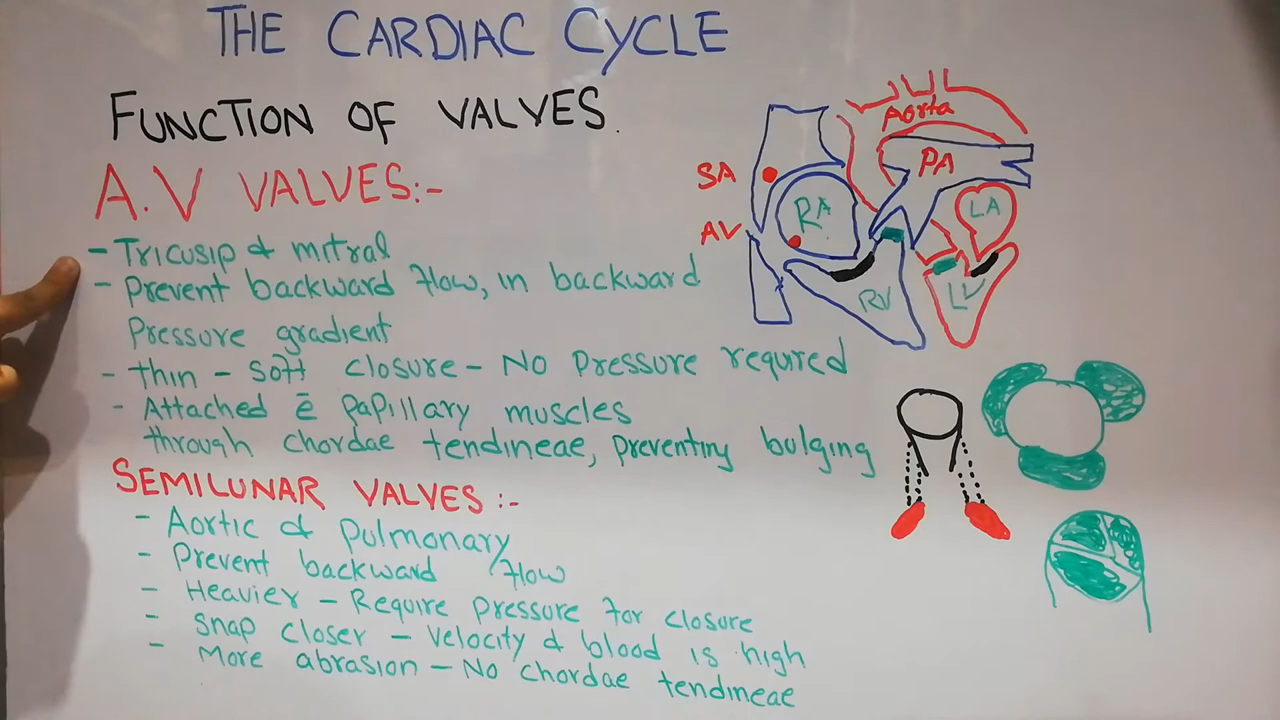 THE CARDIAC CYCLE
FUNCTION OF VALVES.
A.V VALVES:-
- Tricusip & mitral
- Prevent backward flow, in backward
Pressure gradient
- thin - soft closure - No pressure required
- Attached ē papillary muscles
through chordae tendineae, preventing bulging
SEMILUNAR VALVES:-
- Aortic & pulmonary
- Prevent backward flow
- Heavier - Require pressure for closure
- Snap closer - velocity & blood is high
- More abrasion - No chordae tendineae
Aorta
PA
SA
RA
LA
AV
RV
LV